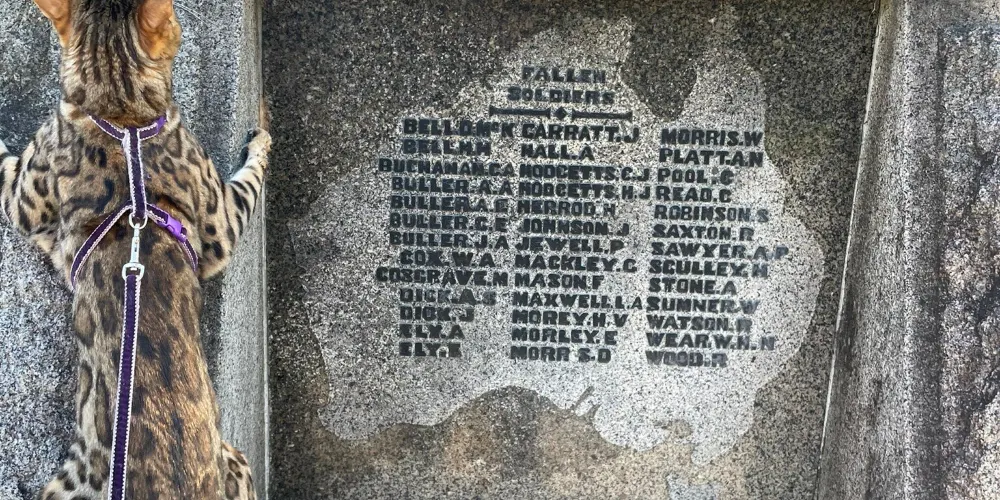 FALLEN
SOLDIERS
BELL.D.McK
BELL.M.H
BUCHANAN.G.A
BULLER.A.A
BULLER.A.E
BULLER.C.E
BULLER.J.A
COX.W.A
COSGRAVE.M
DICK.A.S
DICK.J
ELY.A
ELY.E
GARRATT.J
HALL.A
HODGETTS.C.J
HODGETTS.H.J
HERROD.H
JOHNSON.J
JEWELL.P
MACKLEY.C
MASON.F
MAXWELL.L.A
MOREY.H.V
MORLEY.E
MORRIS.D
MORRIS.W
PLATT.A.N
POOL.G
READ.C
ROBINSON.S
SAXTON.R
SAWYER.A.P
SCULLEY.H
STONE.A
SUMNER.W
WATSON.R
WEAR.W.H.N
WOOD.R